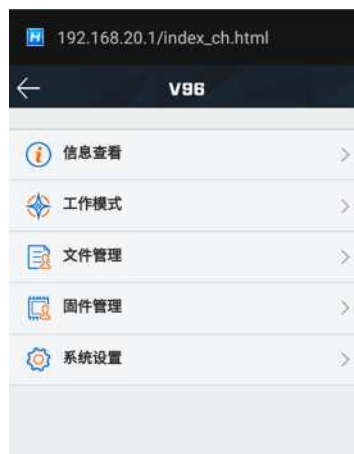 192.168.20.1/index_ch.html
V96
信息查看
工作模式
文件管理
固件管理
系统设置